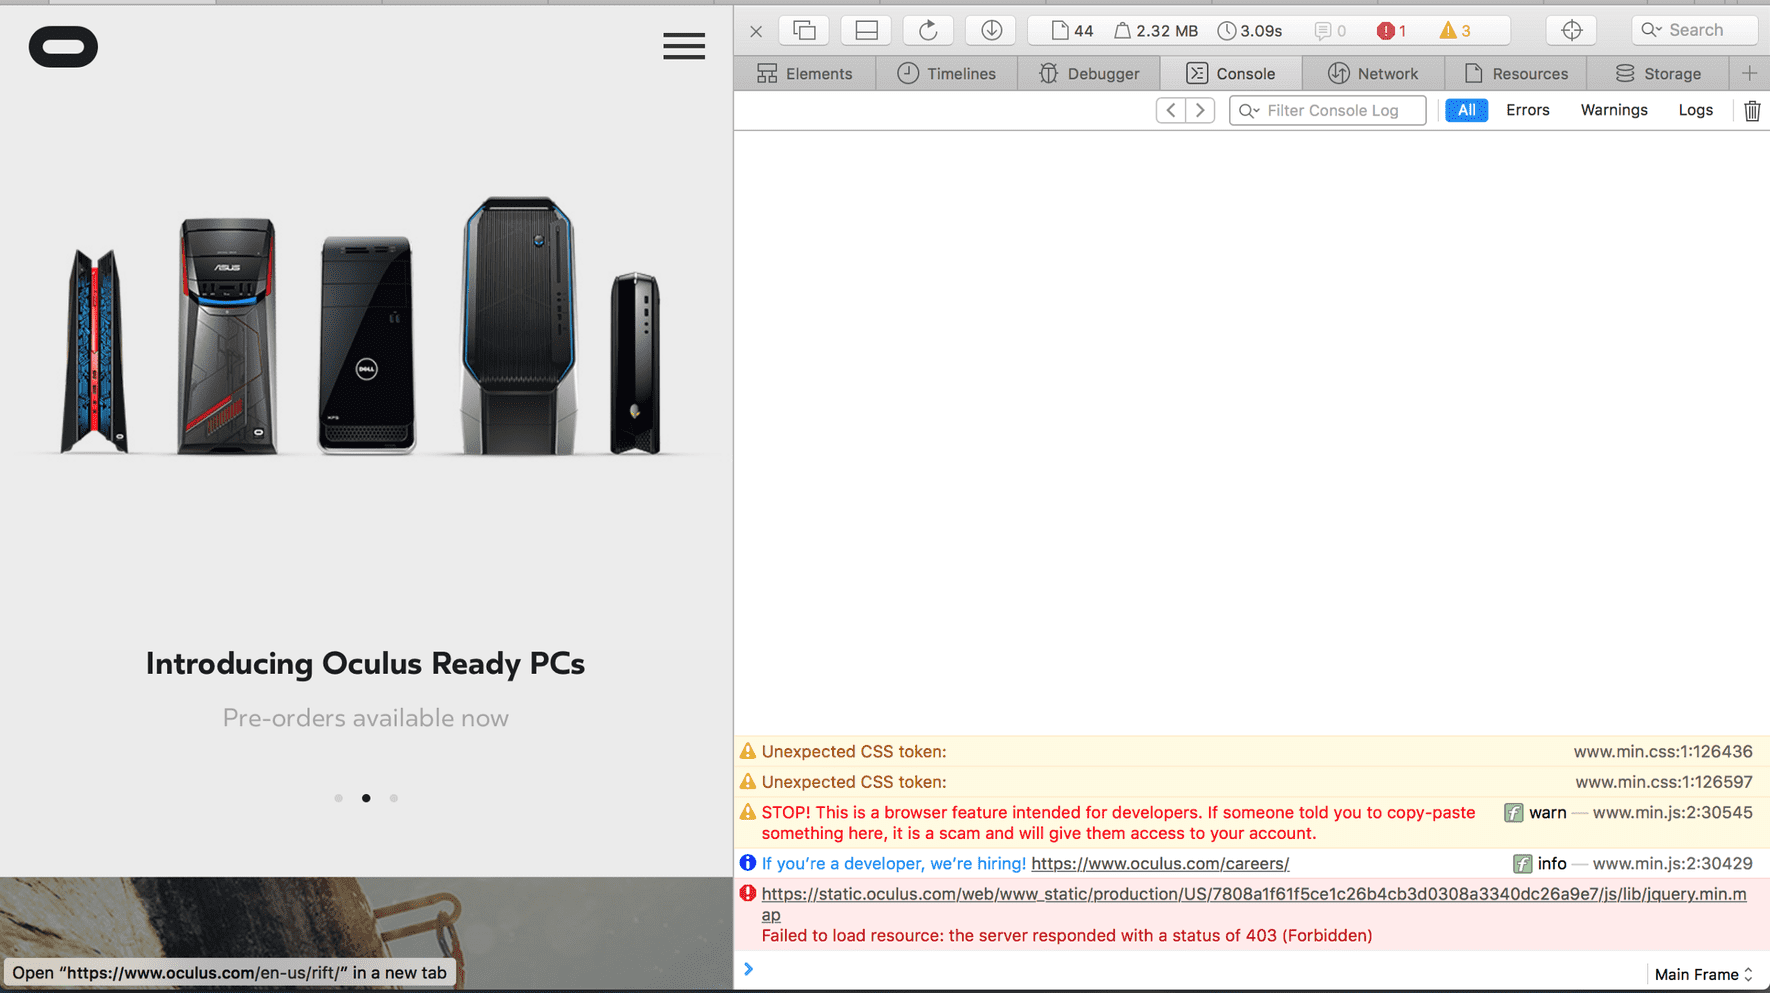 44
2.32 MB
3.09s
0
1
3
Search
Elements
Timelines
Debugger
Console
Network
Resources
Storage
Filter Console Log
All
Errors
Warnings
Logs
ASUS
DELL
XPS
Introducing Oculus Ready PCs
Pre-orders available now
Open “https://www.oculus.com/en-us/rift/” in a new tab
Unexpected CSS token: www.min.css:1:126436
Unexpected CSS token: www.min.css:1:126597
STOP! This is a browser feature intended for developers. If someone told you to copy-paste f warn — www.min.js:2:30545
something here, it is a scam and will give them access to your account.
If you’re a developer, we’re hiring! https://www.oculus.com/careers/ f info — www.min.js:2:30429
https://static.oculus.com/web/www_static/production/US/7808a1f61f5ce1c26b4cb3d0308a3340dc26a9e7/js/lib/jquery.min.m
ap
Failed to load resource: the server responded with a status of 403 (Forbidden)
Main Frame